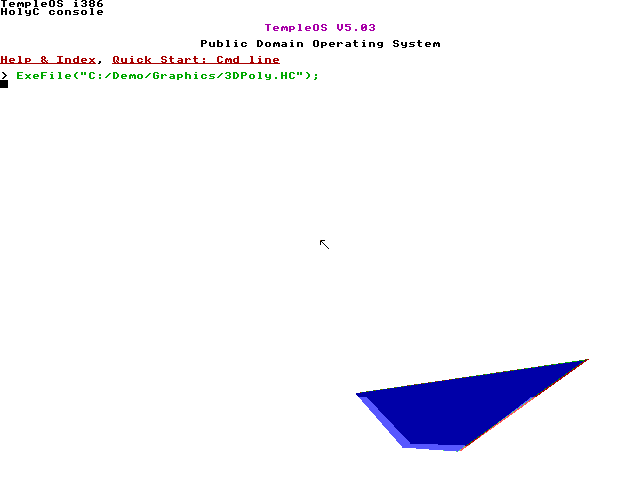 TempleOS i386
HolyC console
TempleOS V5.03
Public Domain Operating System
Help & Index, Quick Start: Cmd line
> ExeFile("C:/Demo/Graphics/3DPoly.HC");